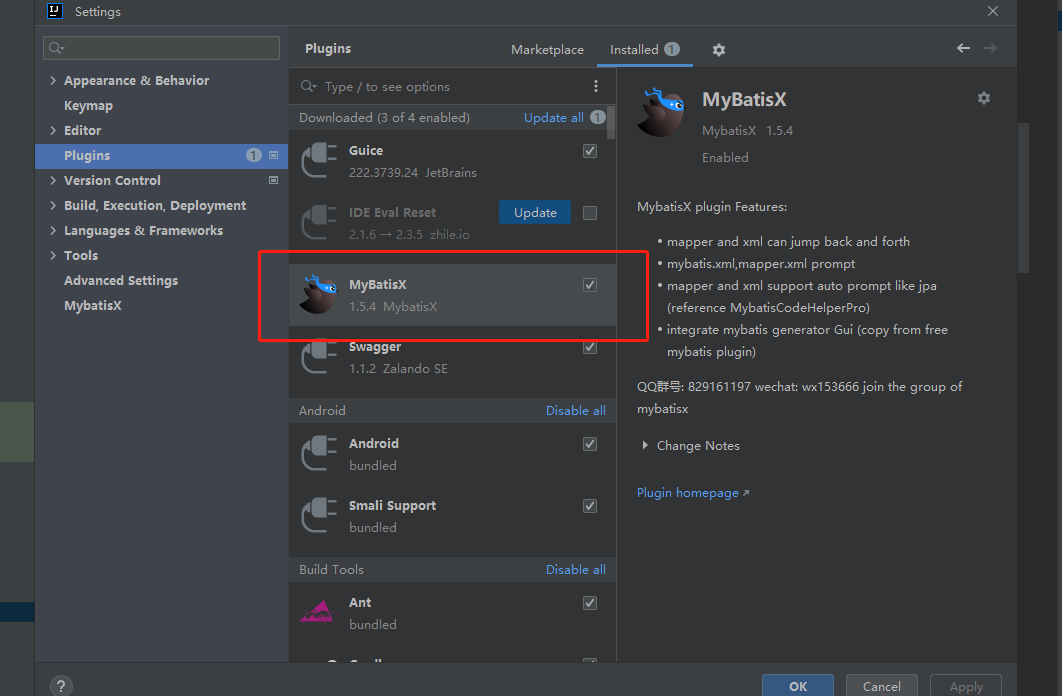 IJ
Settings
Appearance & Behavior
Keymap
Editor
Plugins
1
Version Control
Build, Execution, Deployment
Languages & Frameworks
Tools
Advanced Settings
MybatisX
Plugins
Marketplace
Installed 1
Type / to see options
Downloaded (3 of 4 enabled)
Update all 1
Guice
222.3739.24 JetBrains
IDE Eval Reset
Update
2.1.6 → 2.3.5 zhile.io
MyBatisX
1.5.4 MybatisX
Swagger
1.1.2 Zalando SE
Android
Disable all
Android
bundled
Smali Support
bundled
Build Tools
Disable all
Ant
bundled
MyBatisX
MybatisX 1.5.4
Enabled
MybatisX plugin Features:
• mapper and xml can jump back and forth
• mybatis.xml,mapper.xml prompt
• mapper and xml support auto prompt like jpa
(reference MybatisCodeHelperPro)
• integrate mybatis generator Gui (copy from free
mybatis plugin)
QQ群号: 829161197 wechat: wx153666 join the group of
mybatisx
Change Notes
Plugin homepage ↗
?
OK
Cancel
Apply